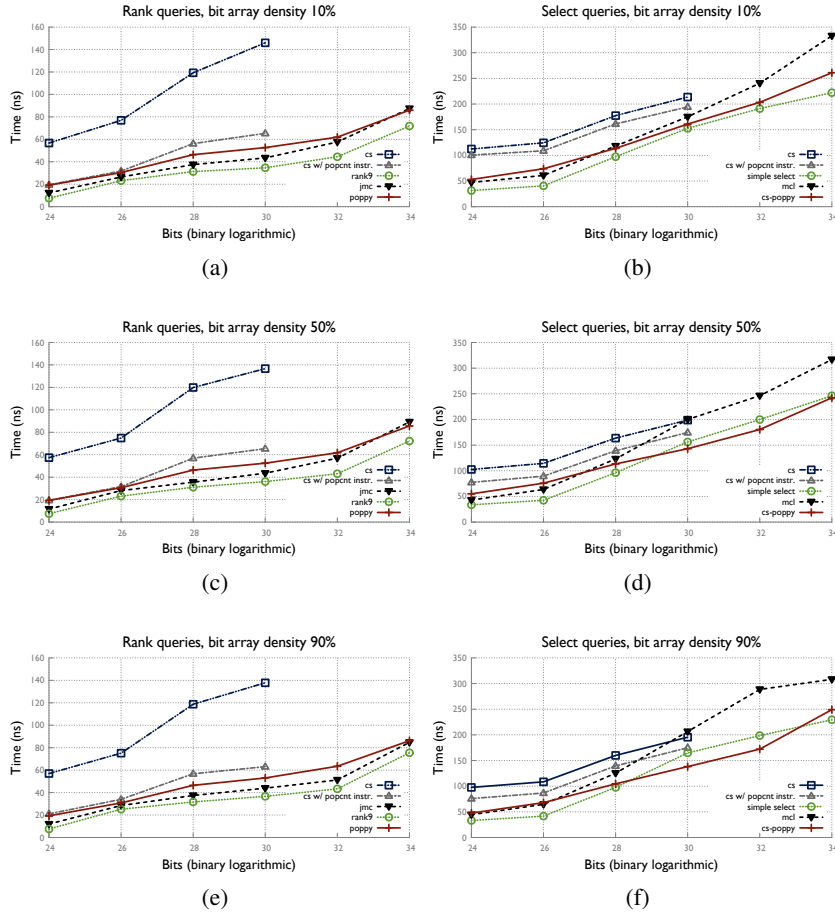 Rank queries, bit array density 10%
Time (ns)
160
140
120
100
80
60
40
20
0
24 26 28 30 32 34
Bits (binary logarithmic)
cs
cs w/ popcnt instr.
rank9
jmc
poppy
(a)
Select queries, bit array density 10%
Time (ns)
350
300
250
200
150
100
50
0
24 26 28 30 32 34
Bits (binary logarithmic)
cs
cs w/ popcnt instr.
simple select
mcl
cs-poppy
(b)
Rank queries, bit array density 50%
Time (ns)
160
140
120
100
80
60
40
20
0
24 26 28 30 32 34
Bits (binary logarithmic)
cs
cs w/ popcnt instr.
jmc
rank9
poppy
(c)
Select queries, bit array density 50%
Time (ns)
350
300
250
200
150
100
50
0
24 26 28 30 32 34
Bits (binary logarithmic)
cs
cs w/ popcnt instr.
simple select
mcl
cs-poppy
(d)
Rank queries, bit array density 90%
Time (ns)
160
140
120
100
80
60
40
20
0
24 26 28 30 32 34
Bits (binary logarithmic)
cs
cs w/ popcnt instr.
jmc
rank9
poppy
(e)
Select queries, bit array density 90%
Time (ns)
350
300
250
200
150
100
50
0
24 26 28 30 32 34
Bits (binary logarithmic)
cs
cs w/ popcnt instr.
simple select
mcl
cs-poppy
(f)